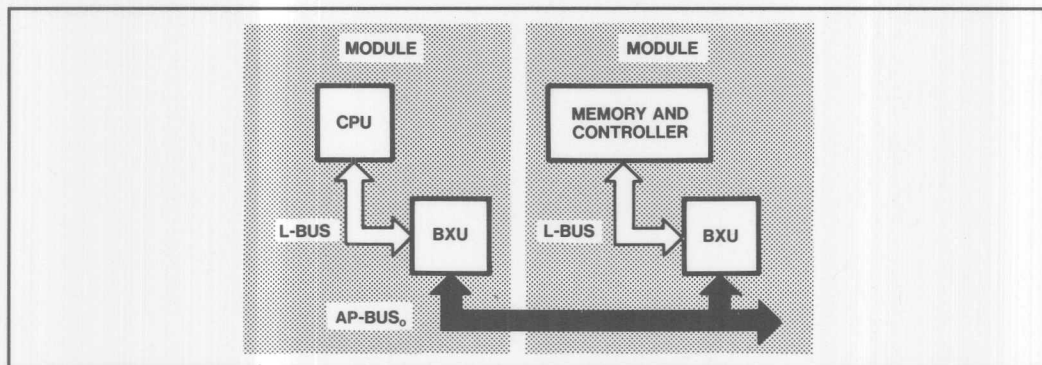 MODULE
CPU
L-BUS
BXU
AP-BUS₀
MODULE
MEMORY AND
CONTROLLER
L-BUS
BXU